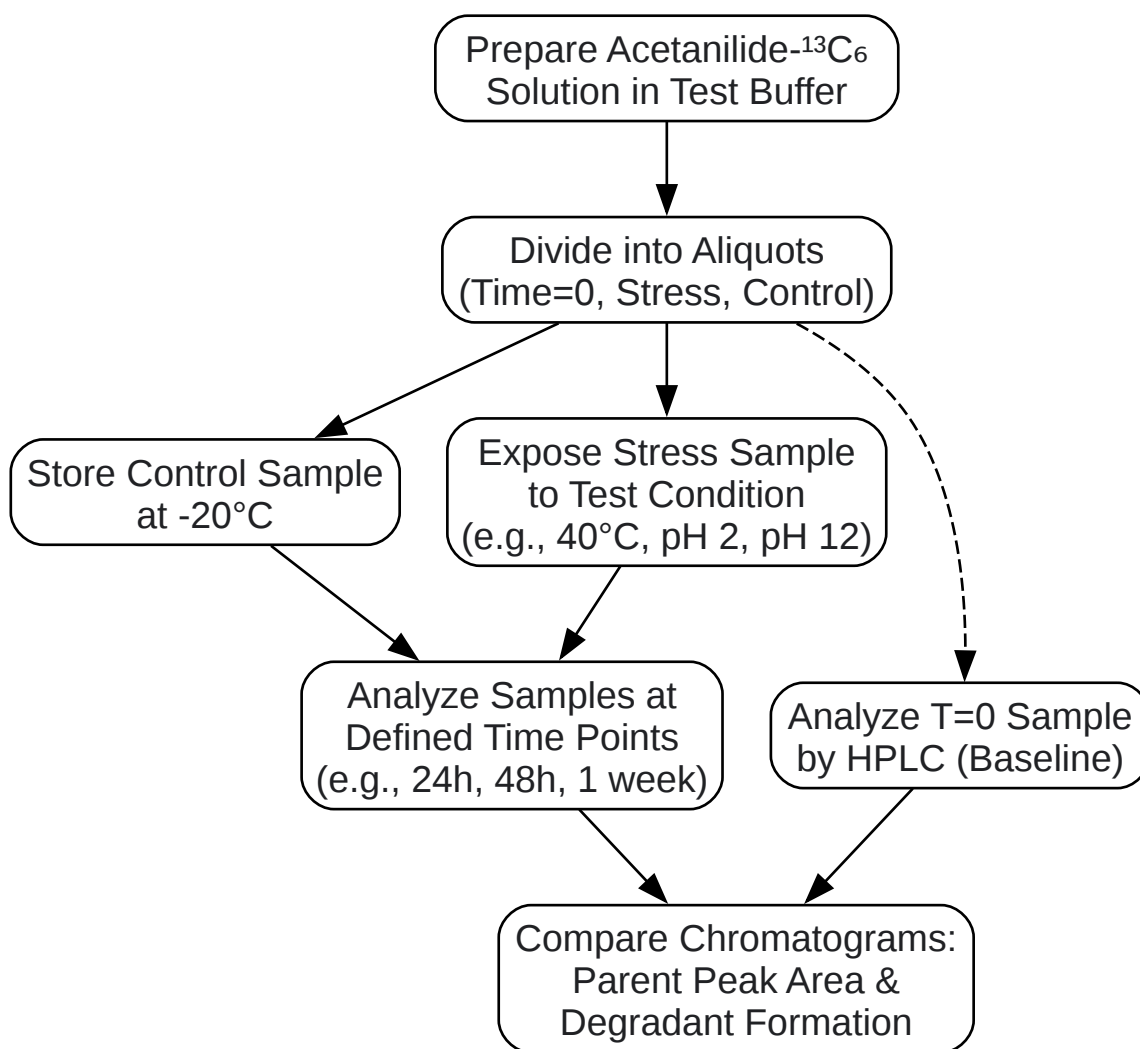 Prepare Acetanilide-¹³C₆
Solution in Test Buffer
Divide into Aliquots
(Time=0, Stress, Control)
Store Control Sample
at -20°C
Expose Stress Sample
to Test Condition
(e.g., 40°C, pH 2, pH 12)
Analyze Samples at
Defined Time Points
(e.g., 24h, 48h, 1 week)
Analyze T=0 Sample
by HPLC (Baseline)
Compare Chromatograms:
Parent Peak Area &
Degradant Formation